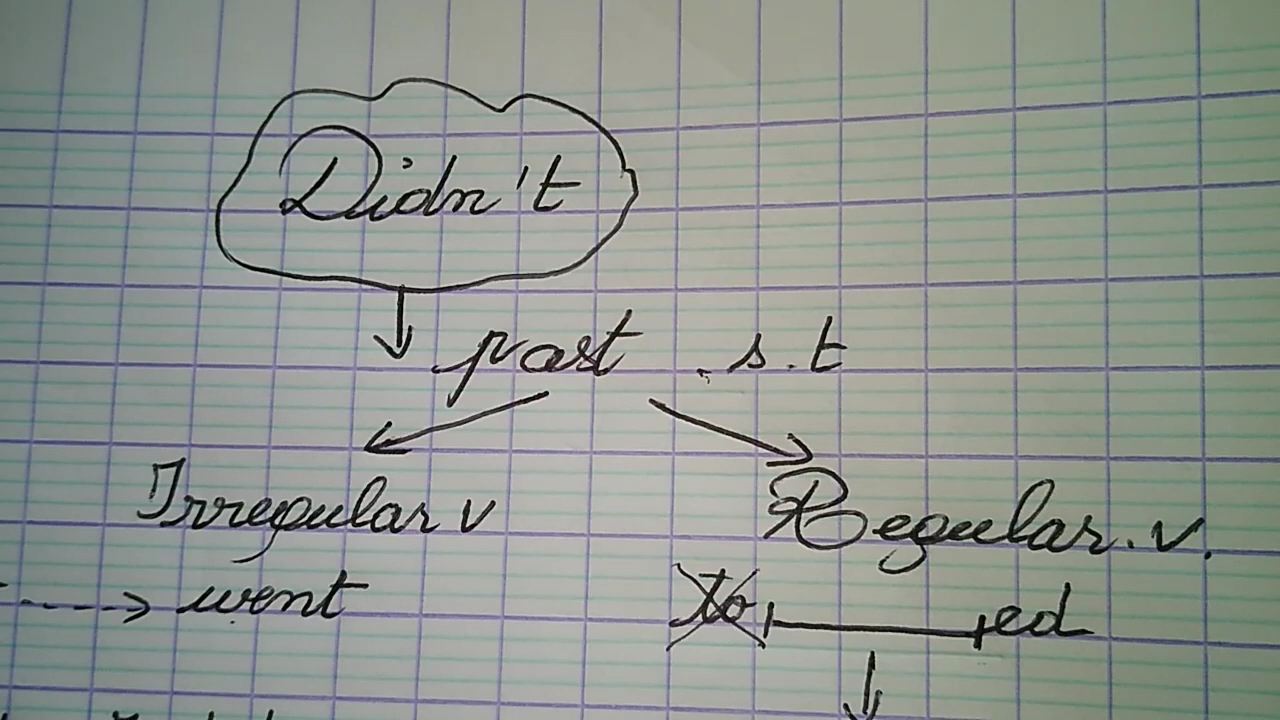 Didn't
past . s.t
Irregular v Regular. v.
went to ed